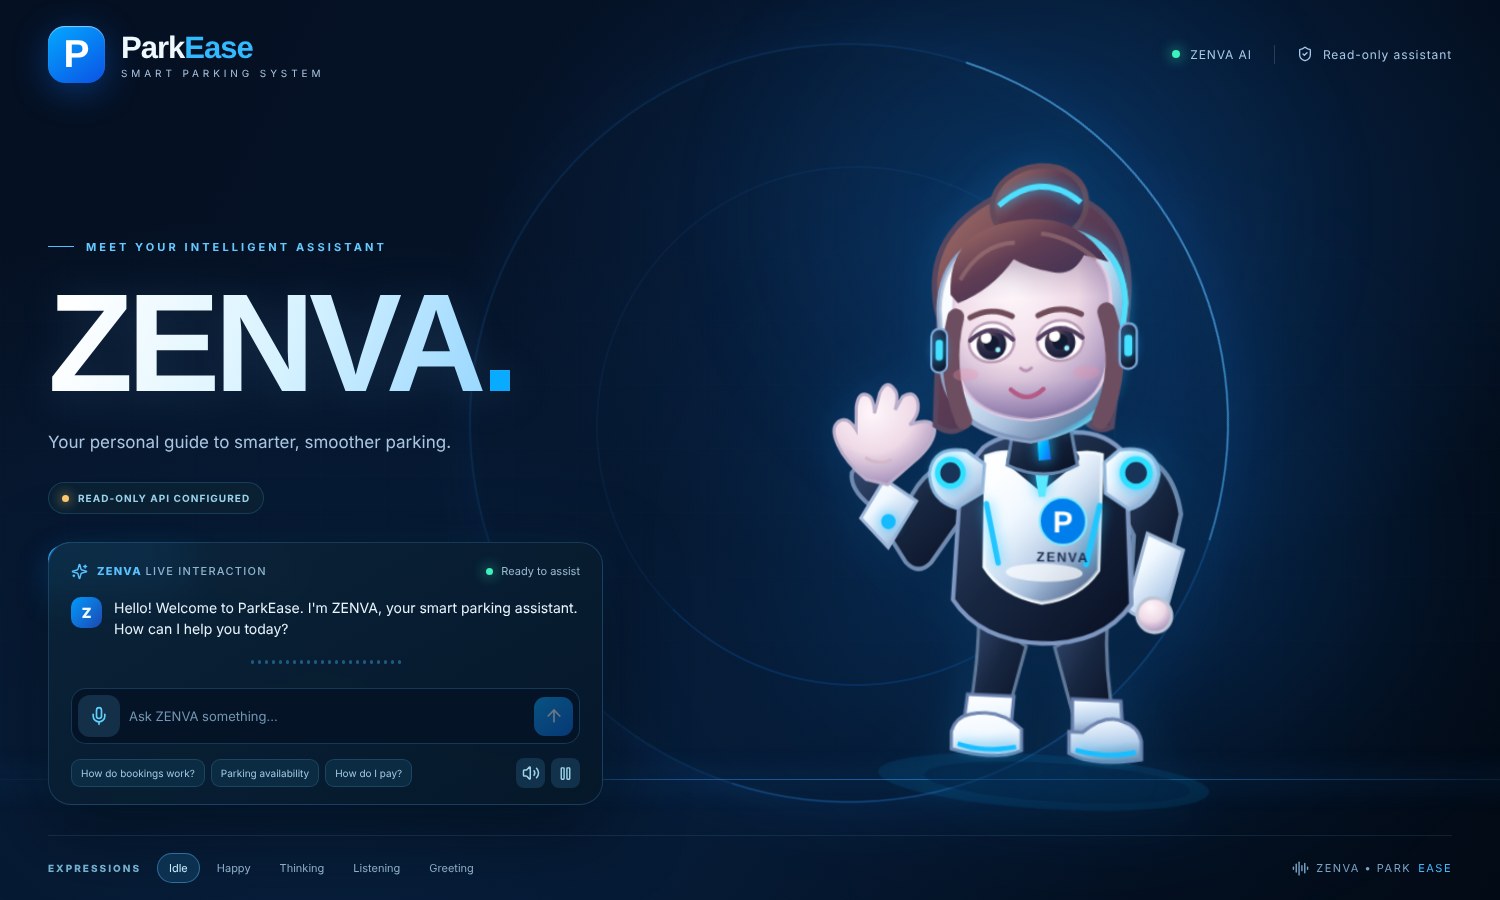 P
ParkEase
SMART PARKING SYSTEM
ZENVA AI
Read-only assistant
MEET YOUR INTELLIGENT ASSISTANT
ZENVA.
Your personal guide to smarter, smoother parking.
READ-ONLY API CONFIGURED
ZENVA LIVE INTERACTION
Ready to assist
Z
Hello! Welcome to ParkEase. I'm ZENVA, your smart parking assistant.
How can I help you today?
Ask ZENVA something...
How do bookings work?
Parking availability
How do I pay?
P
ZENVA
EXPRESSIONS
Idle
Happy
Thinking
Listening
Greeting
ZENVA • PARK EASE